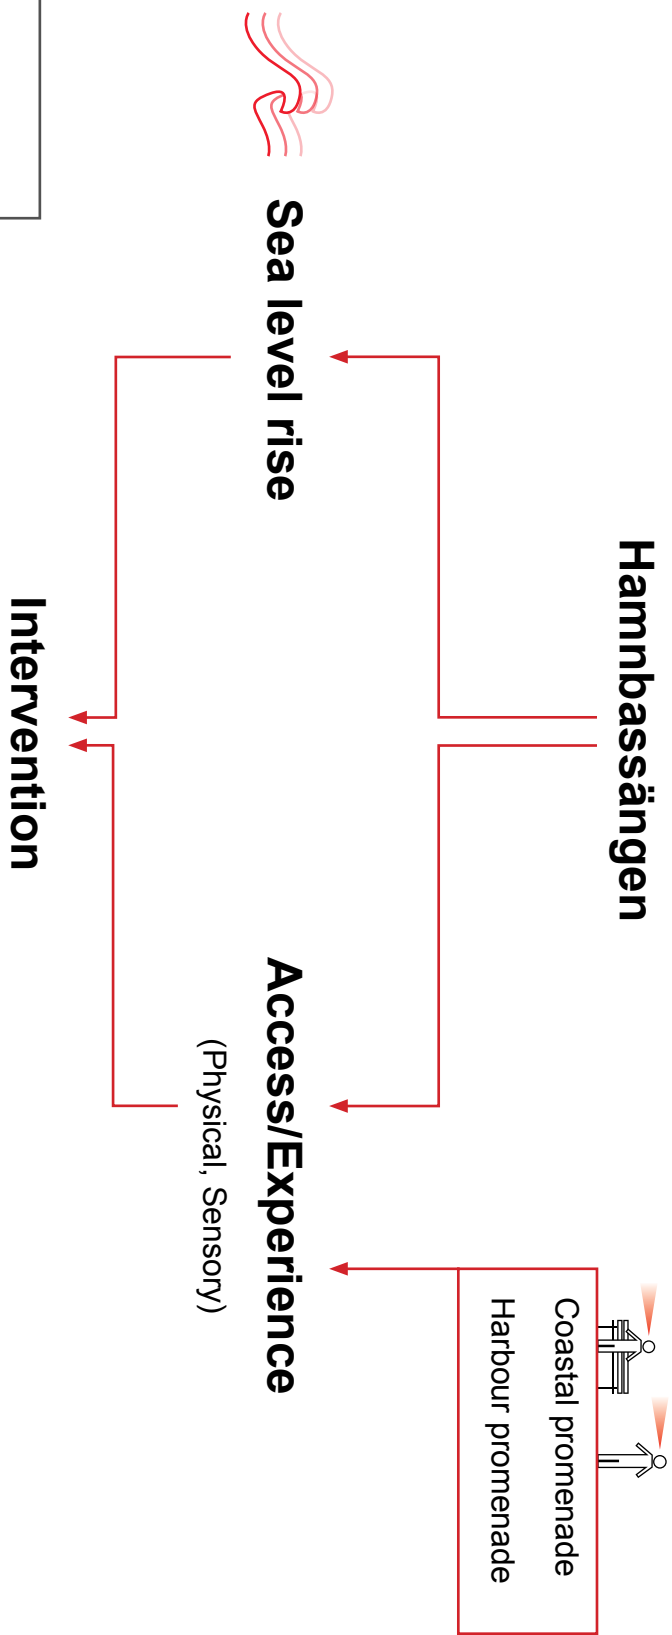 Hamnbassängen
Coastal promenade
Harbour promenade
Sea level rise
Access/Experience
(Physical, Sensory)
Intervention